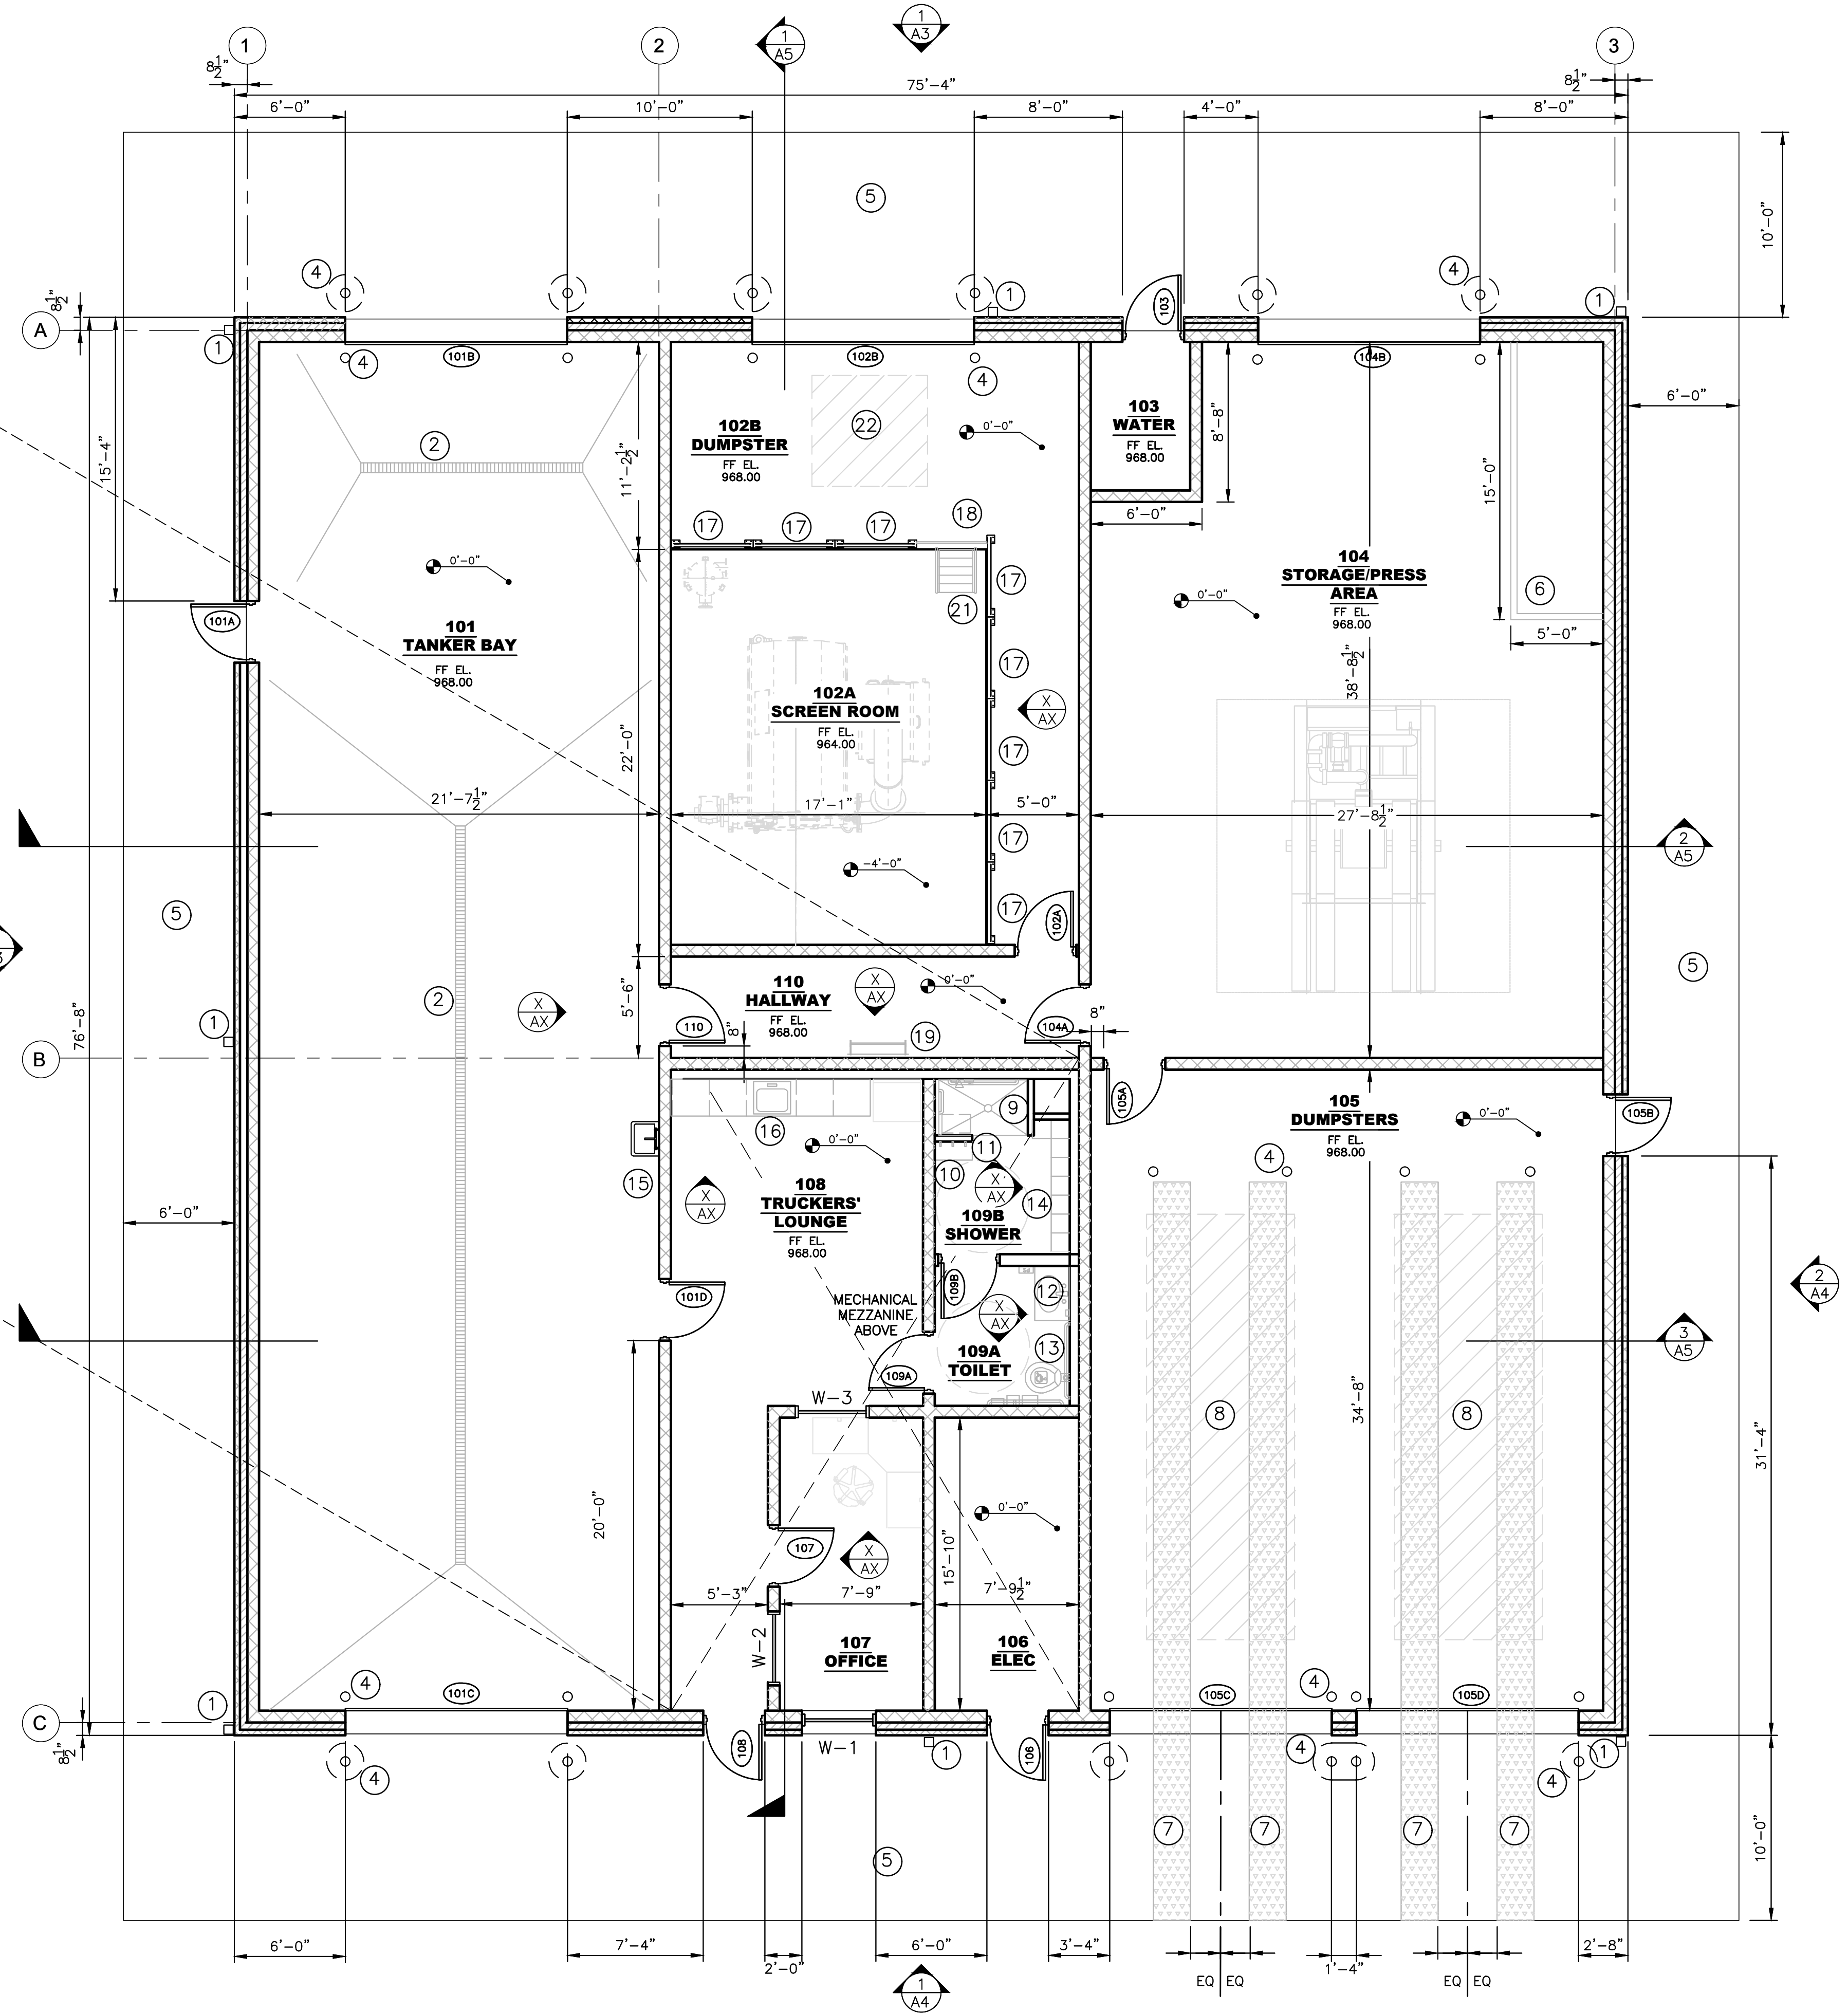 1
A3
1
2
1
A5
3
8½"
75'-4"
8½"
6'-0"
10'-0"
8'-0"
4'-0"
8'-0"
5
10'-0"
4
4
1
1
103
8½"
A
1
4
101B
102B
104B
4
6'-0"
15'-4"
2
11'-2½"
102B
DUMPSTER
FF EL.
968.00
22
0'-0"
103
WATER
FF EL.
968.00
8'-8"
15'-0"
6'-0"
17
17
17
18
0'-0"
101A
101
TANKER BAY
FF EL.
968.00
17
21
104
STORAGE/PRESS
AREA
FF EL.
968.00
0'-0"
6
5'-0"
38'-8½"
17
102A
SCREEN ROOM
FF EL.
964.00
X
AX
22'-0"
17
21'-7½"
17'-1"
5'-0"
27'-8½"
17
2
A5
-4'-0"
5
17
102A
5
76'-8"
2
1
X
AX
5'-6"
110
HALLWAY
FF EL.
968.00
X
AX
0'-0"
110
8"
19
104A
8"
B
9
105A
105
DUMPSTERS
FF EL.
968.00
0'-0"
105B
16
0'-0"
11
4
15
10
X
AX
14
108
TRUCKERS'
LOUNGE
FF EL.
968.00
X
AX
109B
SHOWER
6'-0"
101D
109B
12
MECHANICAL
MEZZANINE
ABOVE
X
AX
13
109A
TOILET
109A
2
A4
3
A5
W-3
8
8
34'-8"
31'-4"
20'-0"
0'-0"
107
X
AX
15'-10"
5'-3"
7'-9"
7'-9½"
W-2
107
OFFICE
106
ELEC
1
4
101C
4
105C
105D
C
8½"
108
W-1
1
106
4
1
4
4
7
7
7
7
5
10'-0"
6'-0"
7'-4"
2'-0"
6'-0"
3'-4"
1'-4"
2'-8"
EQ
EQ
EQ
EQ
1
A4